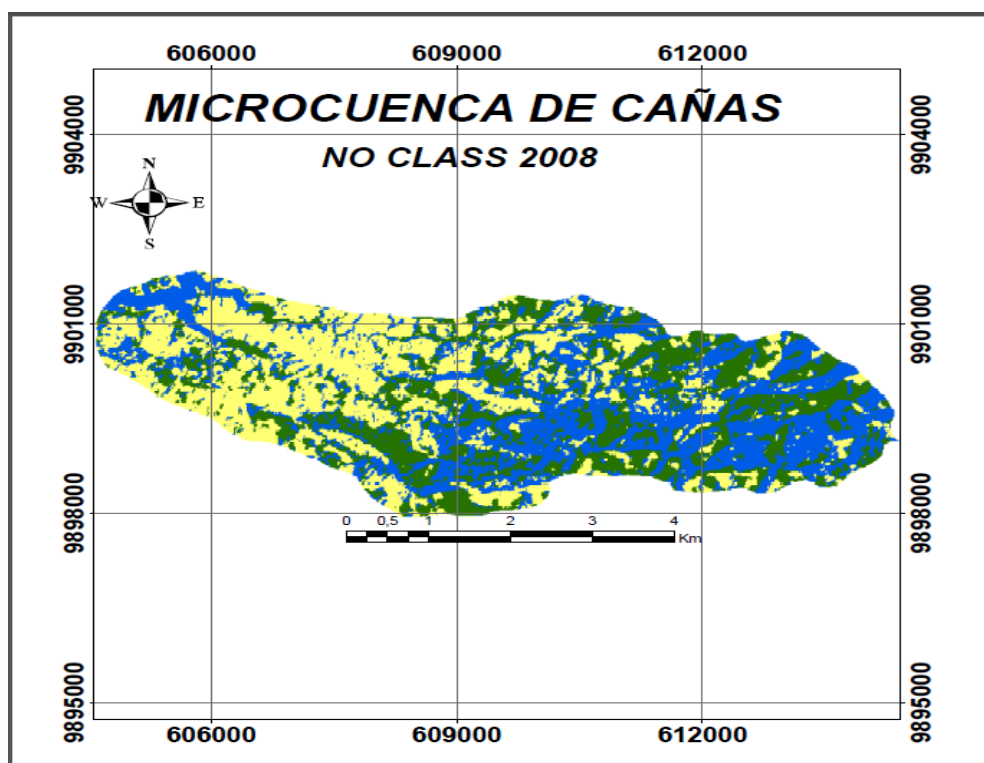 606000 609000 612000
MICROCUENCA DE CAÑAS
9904000 9904000
NO CLASS 2008
N
W E
S
9901000 9901000
9898000 9898000
0 0,5 1 2 3 4
Km
9895000 9895000
606000 609000 612000